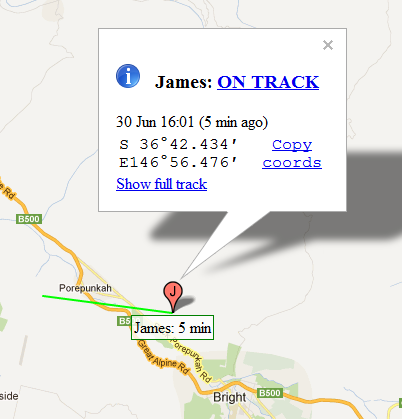 ×
i James: ON TRACK
30 Jun 16:01 (5 min ago)
S 36°42.434′ Copy
E146°56.476′ coords
Show full track
B500
B500
Porepunkah
J
James: 5 min
Porepunkah Rd
Great Alpine Rd
B500
Bright